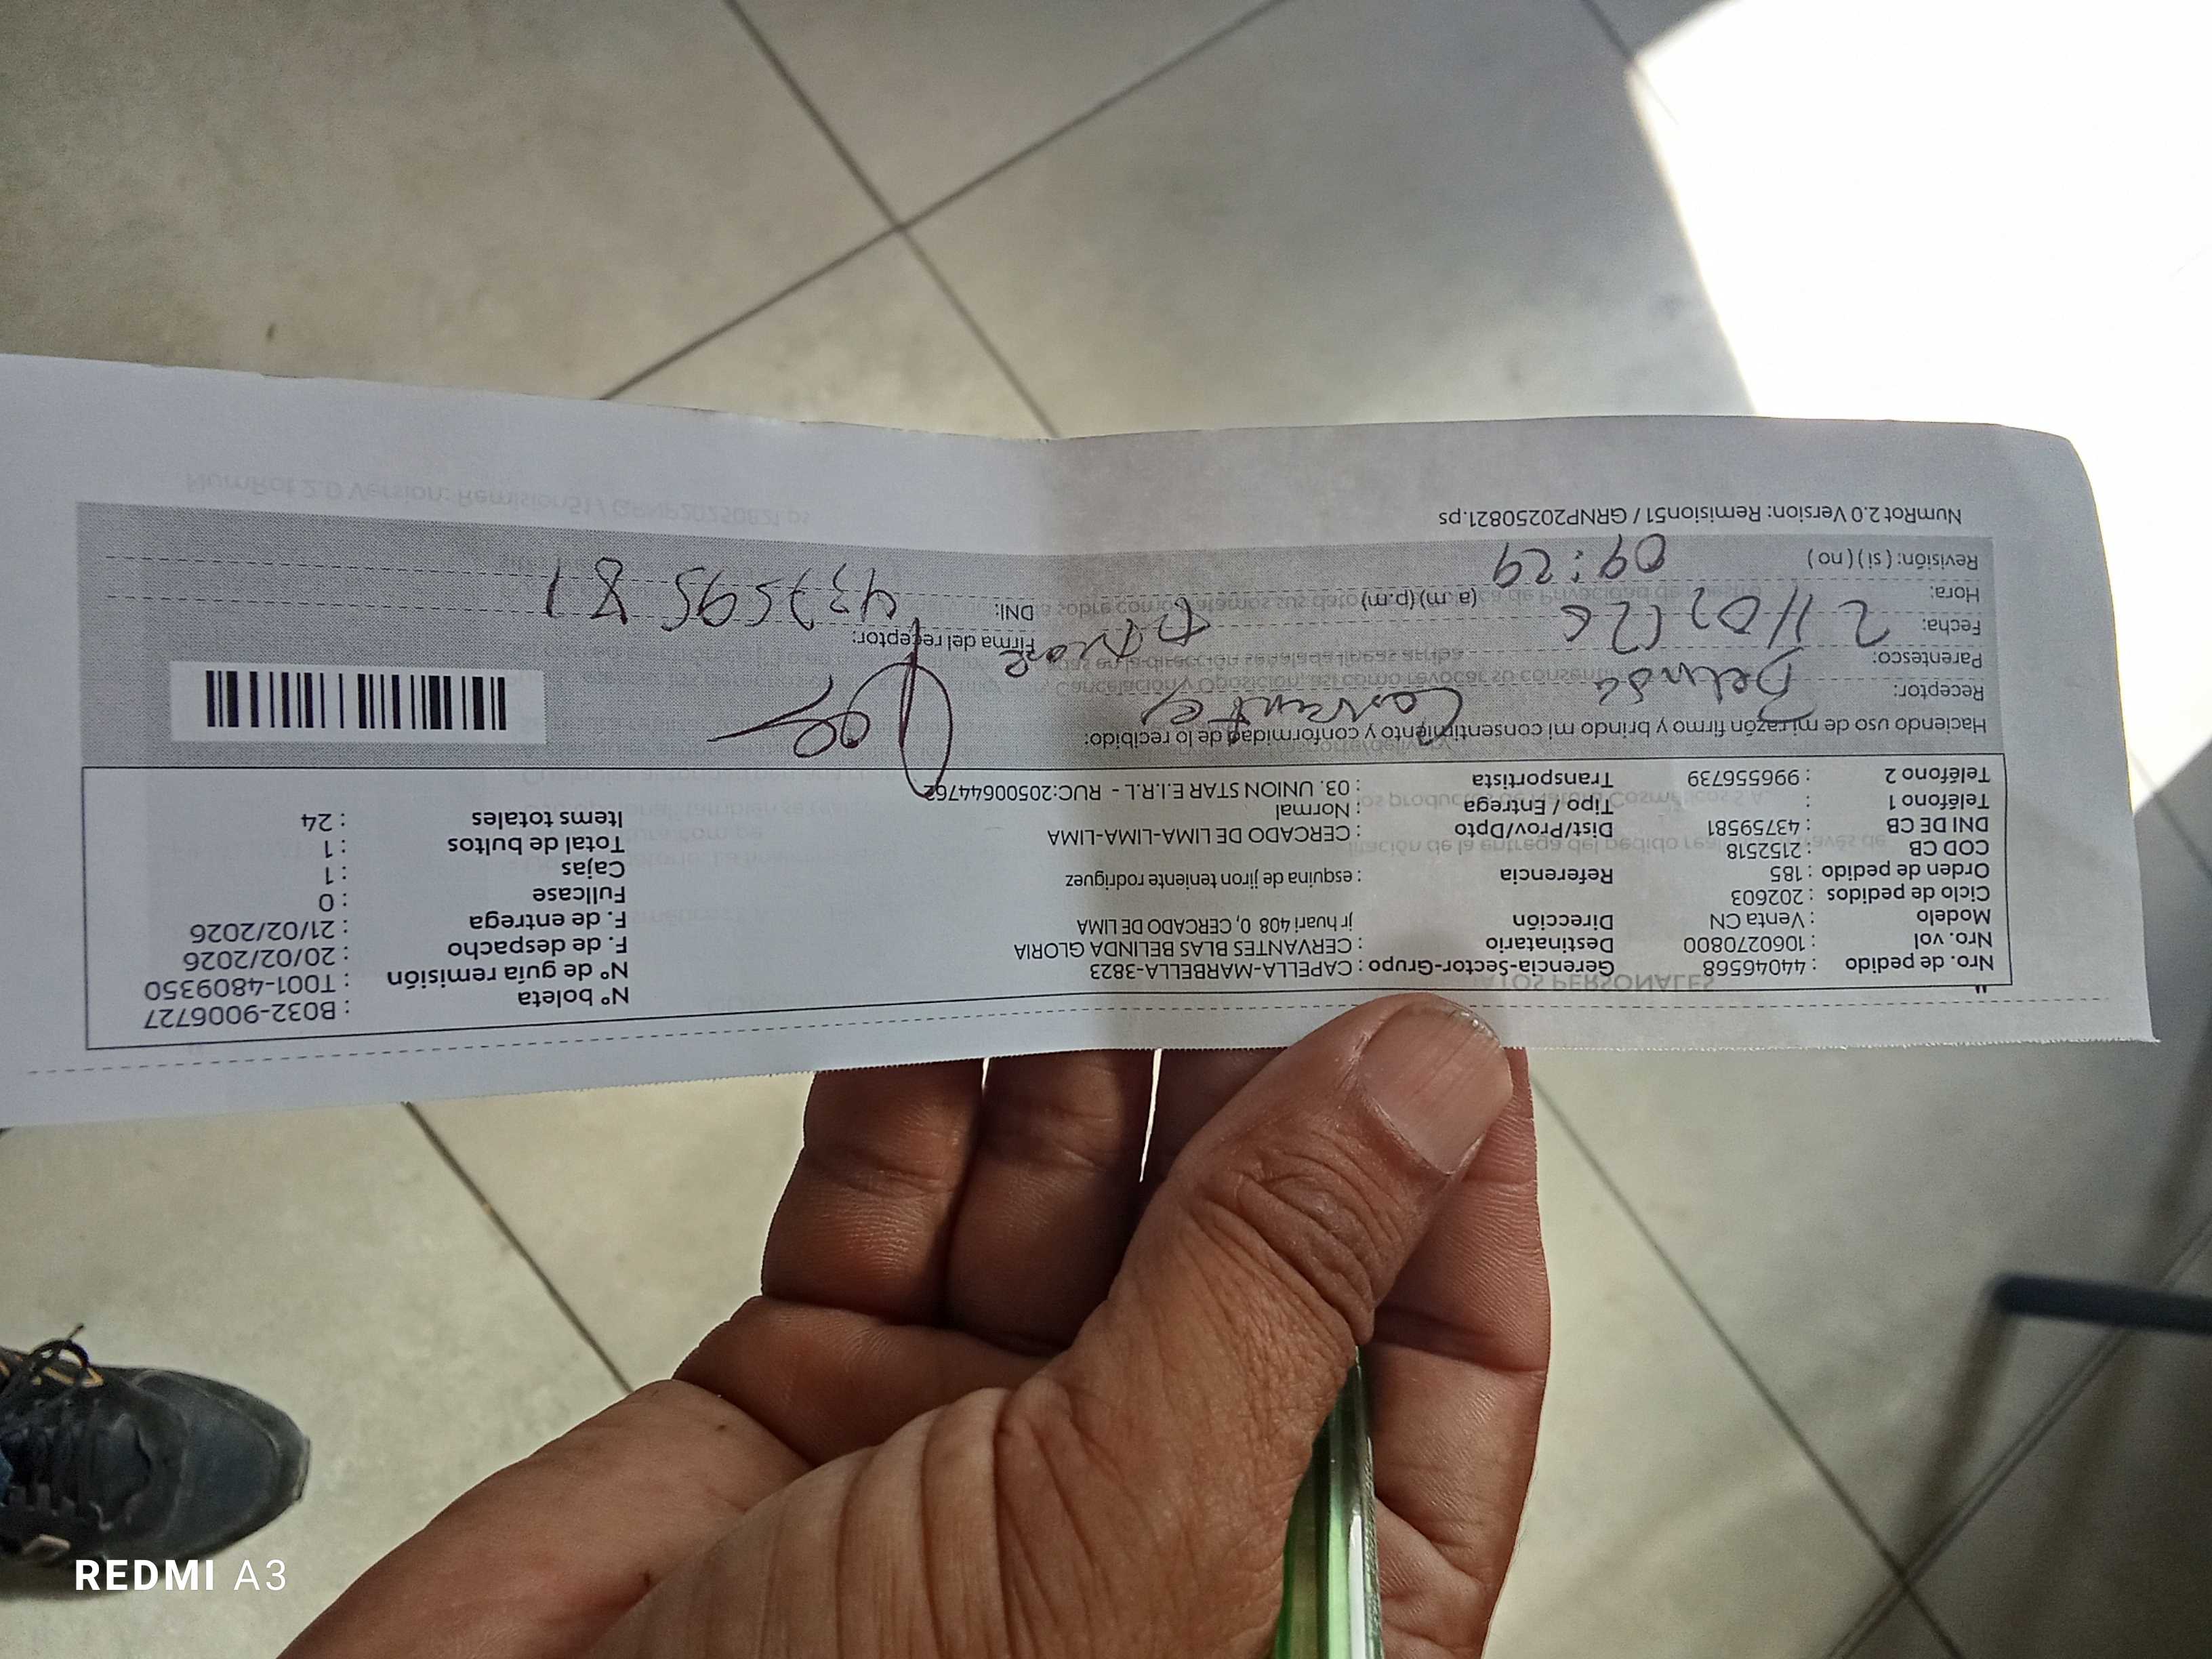 Nro. de pedido : 44046568 Gerencia-Sector-Grupo : CAPELLA-MARBELLA-3823 Nº boleta : B032-9006727
Nro. vol : 1060270800 Destinatario : CERVANTES BLAS BELINDA GLORIA Nº de guía remisión : T001-4809350
Modelo : Venta CN Dirección jr huari 408 0, CERCADO DE LIMA F. de despacho : 20/02/2026
Ciclo de pedidos : 202603 F. de entrega : 21/02/2026
Orden de pedido : 185 Referencia : esquina de jiron teniente rodriguez Fullcase : 0
COD CB : 2152518 Cajas : 1
DNI DE CB : 43759581 Dist/Prov/Dpto : CERCADO DE LIMA-LIMA-LIMA Total de bultos : 1
Teléfono 1 : Tipo / Entrega : Normal Items totales : 24
Teléfono 2 : 996556739 Transportista : 03. UNION STAR E.I.R.L - RUC:20500644762
Haciendo uso de mi razón firmo y brindo mi consentimiento y conformidad de lo recibido:
Receptor: Belinda
Parentesco:
Fecha: 21/02/26 Firma del receptor:
Hora: 09:29 (a.m) (p.m) DNI: 43759581
Revisión: ( si ) ( no )
NumRot 2.0 Version: Remision51 / GRNP20250821.ps
REDMI A3